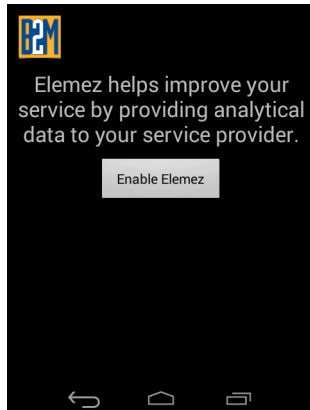 B2M
Elemez helps improve your
service by providing analytical
data to your service provider.
Enable Elemez